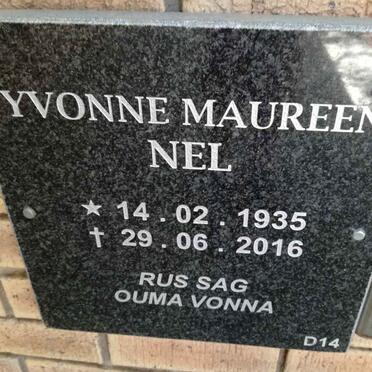 YVONNE MAUREEN
NEL
★ 14 . 02 . 1935
† 29 . 06 . 2016
RUS SAG
OUMA VONNA
D14